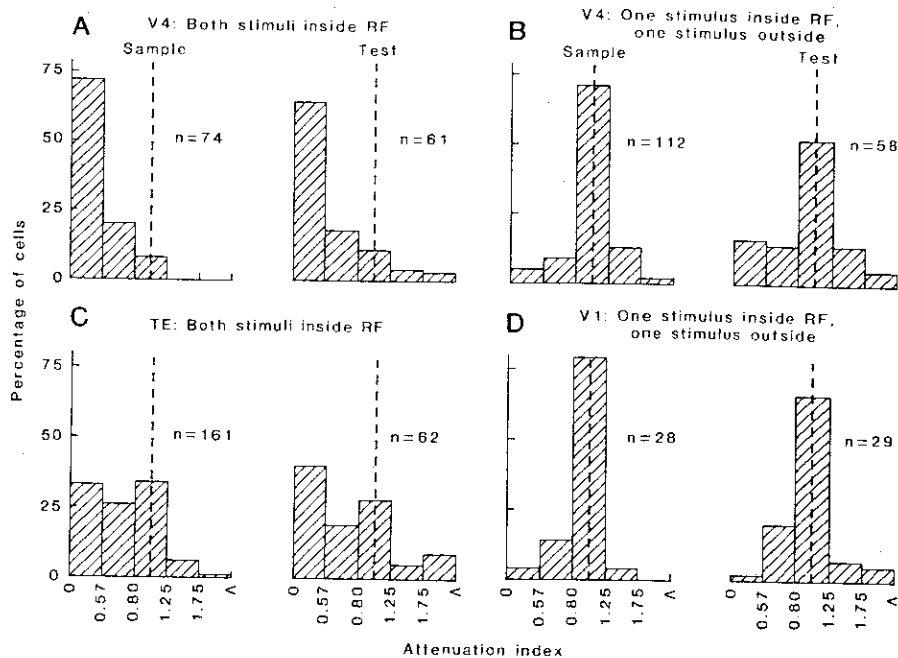 A
V4: Both stimuli inside RF
Sample
Test
75
50
25
0
n=74
n=61
B
V4: One stimulus inside RF,
one stimulus outside
Sample
Test
n=112
n=58
Percentage of cells
C
TE: Both stimuli inside RF
75
50
25
0
n=161
n=62
0 0.57 0.80 1.25 1.75 >
0 0.57 0.80 1.25 1.75 >
D
V1: One stimulus inside RF,
one stimulus outside
n=28
n=29
0 0.57 0.80 1.25 1.75 >
0 0.57 0.80 1.25 1.75 >
Attenuation index